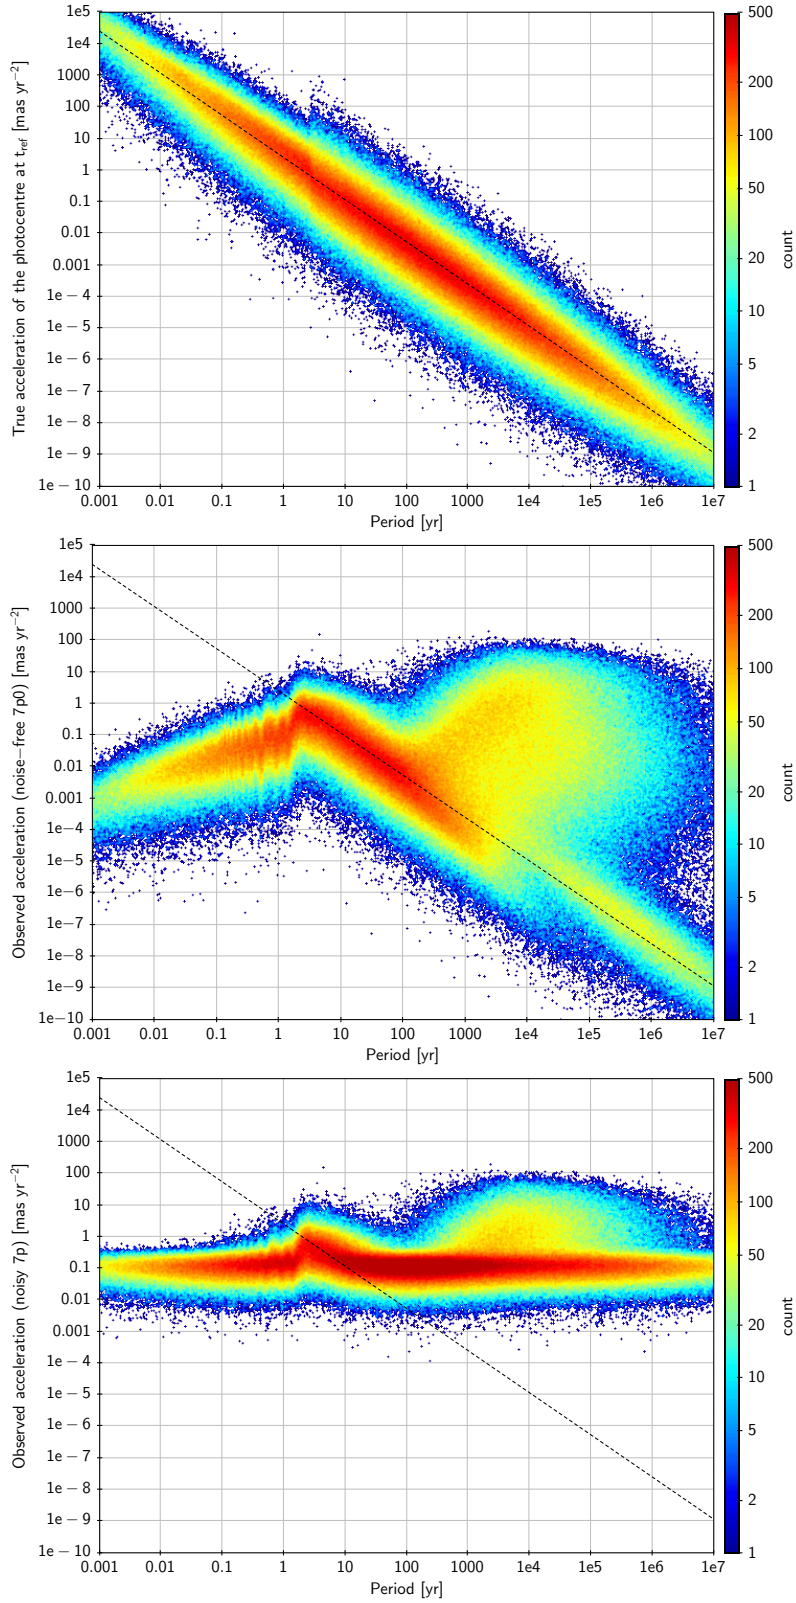 True acceleration of the photocentre at t_ref [mas yr⁻²]
1e5
1e4
1000
100
10
1
0.1
0.01
0.001
1e − 4
1e − 5
1e − 6
1e − 7
1e − 8
1e − 9
1e − 10
0.001 0.01 0.1 1 10 100 1000 1e4 1e5 1e6 1e7
Period [yr]
500
200
100
50
20
10
5
2
1
count
Observed acceleration (noise−free 7p0) [mas yr⁻²]
1e5
1e4
1000
100
10
1
0.1
0.01
0.001
1e − 4
1e − 5
1e − 6
1e − 7
1e − 8
1e − 9
1e − 10
0.001 0.01 0.1 1 10 100 1000 1e4 1e5 1e6 1e7
Period [yr]
500
200
100
50
20
10
5
2
1
count
Observed acceleration (noisy 7p) [mas yr⁻²]
1e5
1e4
1000
100
10
1
0.1
0.01
0.001
1e − 4
1e − 5
1e − 6
1e − 7
1e − 8
1e − 9
1e − 10
0.001 0.01 0.1 1 10 100 1000 1e4 1e5 1e6 1e7
Period [yr]
500
200
100
50
20
10
5
2
1
count